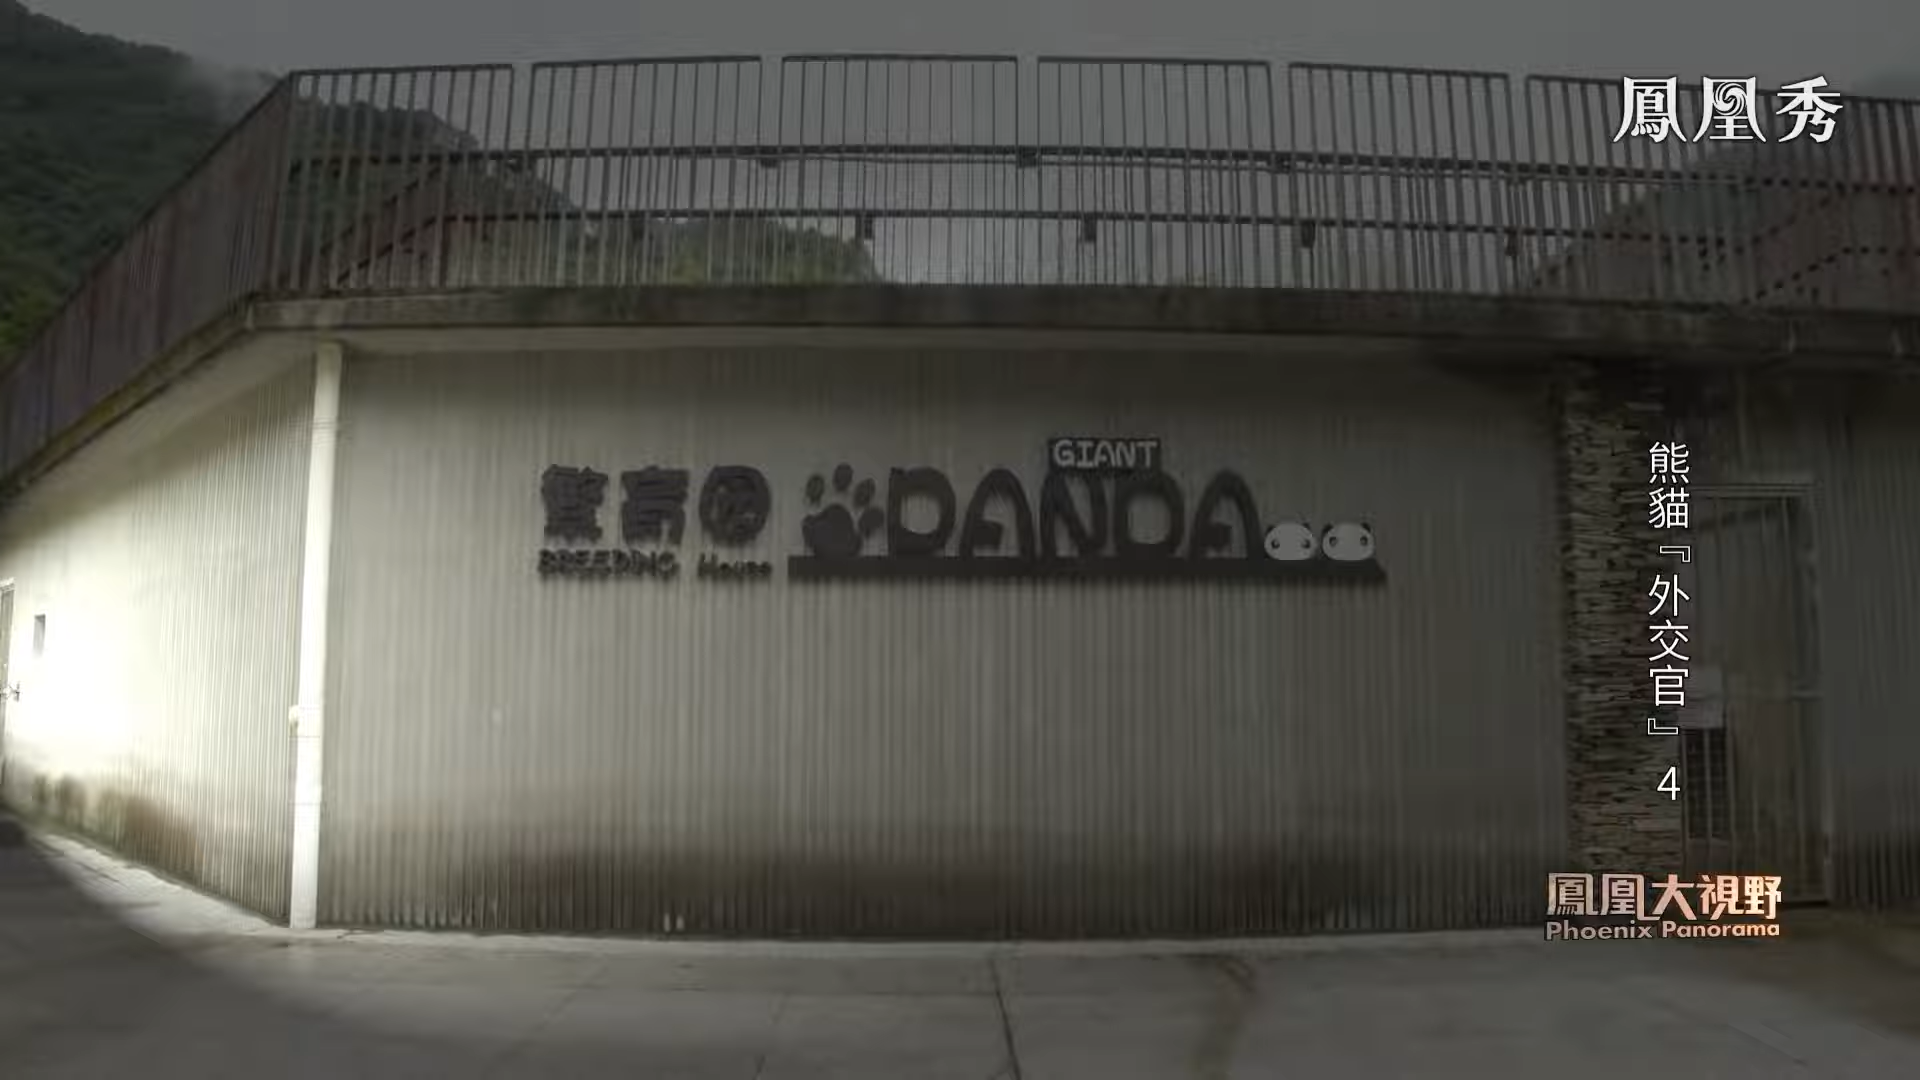 鳳凰秀
GIANT
繁育园
PANDA
BREEDING House
熊貓『外交官』 4
鳳凰大視野
Phoenix Panorama